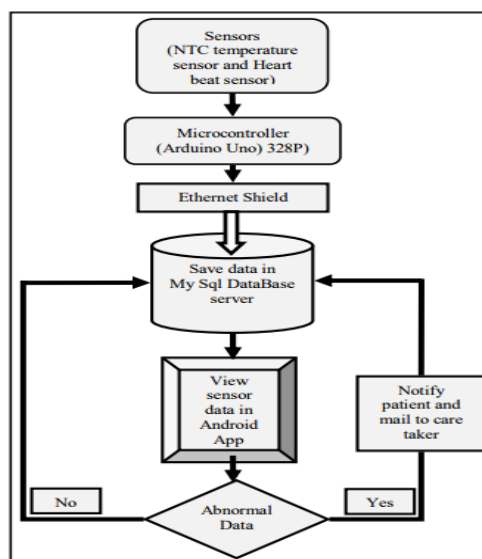 Sensors
(NTC temperature
sensor and Heart
beat sensor)
Microcontroller
(Arduino Uno) 328P)
Ethernet Shield
Save data in
My Sql DataBase
server
View
sensor
data in
Android
App
Notify
patient and
mail to care
taker
No
Yes
Abnormal
Data